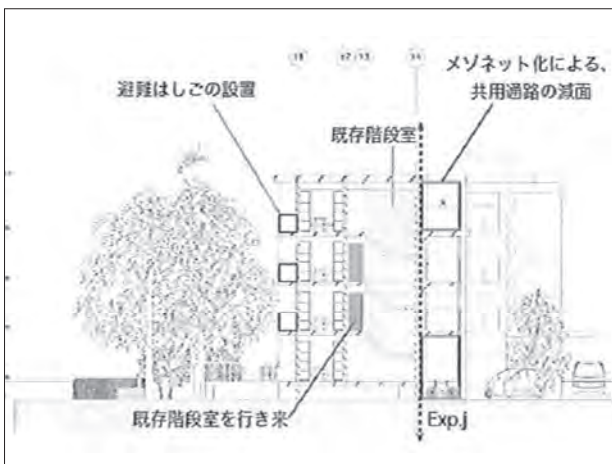 メゾネット化による、
共用通路の減面
避難はしごの設置
既存階段室
既存階段室を行き来
Exp.j